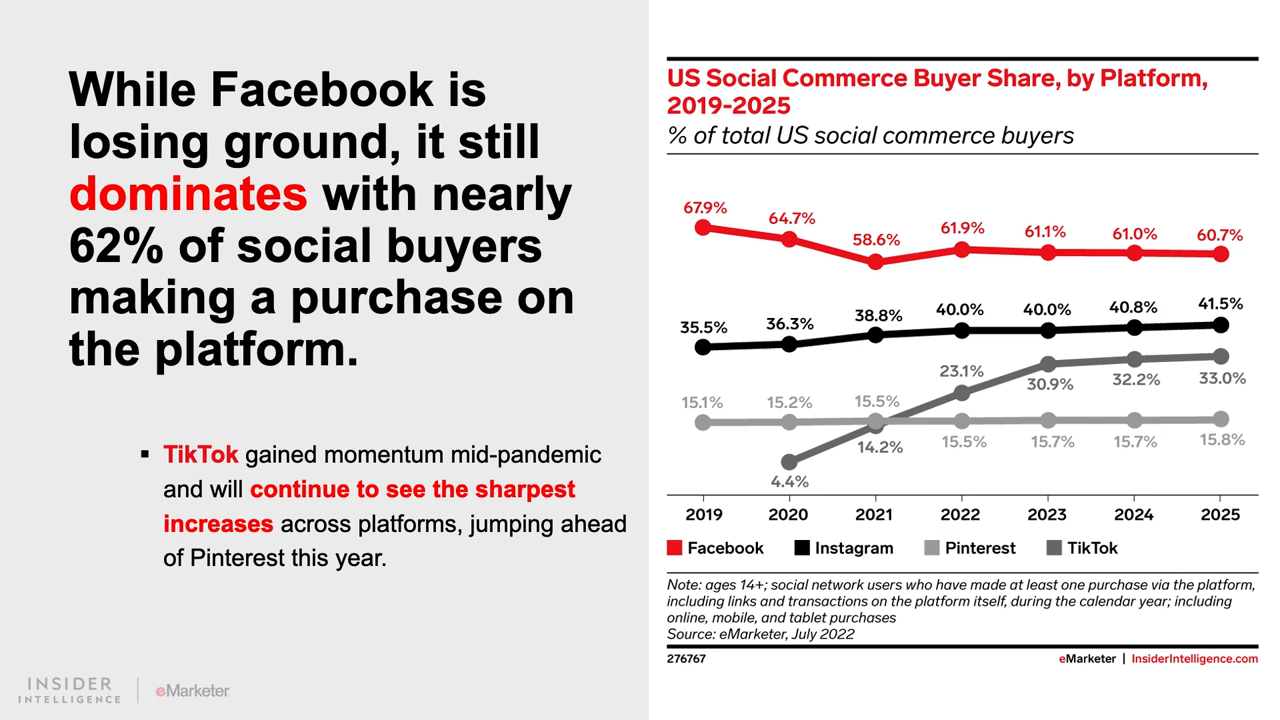 While Facebook is
losing ground, it still
dominates with nearly
62% of social buyers
making a purchase on
the platform.
▪ TikTok gained momentum mid-pandemic
and will continue to see the sharpest
increases across platforms, jumping ahead
of Pinterest this year.
INSIDER
INTELLIGENCE
eMarketer
US Social Commerce Buyer Share, by Platform,
2019-2025
% of total US social commerce buyers
67.9% 64.7% 58.6% 61.9% 61.1% 61.0% 60.7%
35.5% 36.3% 38.8% 40.0% 40.0% 40.8% 41.5%
4.4% 14.2% 23.1% 30.9% 32.2% 33.0%
15.1% 15.2% 15.5% 15.5% 15.7% 15.7% 15.8%
2019 2020 2021 2022 2023 2024 2025
Facebook Instagram Pinterest TikTok
Note: ages 14+; social network users who have made at least one purchase via the platform,
including links and transactions on the platform itself, during the calendar year; including
online, mobile, and tablet purchases
Source: eMarketer, July 2022
276767 eMarketer | InsiderIntelligence.com